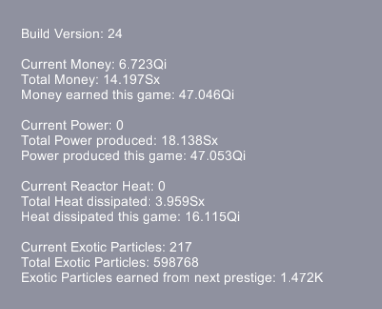 Build Version: 24
Current Money: 6.723Qi
Total Money: 14.197Sx
Money earned this game: 47.046Qi
Current Power: 0
Total Power produced: 18.138Sx
Power produced this game: 47.053Qi
Current Reactor Heat: 0
Total Heat dissipated: 3.959Sx
Heat dissipated this game: 16.115Qi
Current Exotic Particles: 217
Total Exotic Particles: 598768
Exotic Particles earned from next prestige: 1.472K